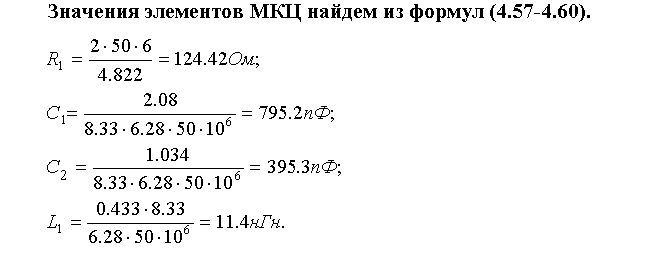 Значения элементов МКЦ найдем из формул (4.57-4.60).
R₁ = (2·50·6)/4.822 = 124.42Ом;
C₁= 2.08/(8.33·6.28·50·10⁶) = 795.2пФ;
C₂ = 1.034/(8.33·6.28·50·10⁶) = 395.3пФ;
L₁ = (0.433·8.33)/(6.28·50·10⁶) = 11.4нГн.